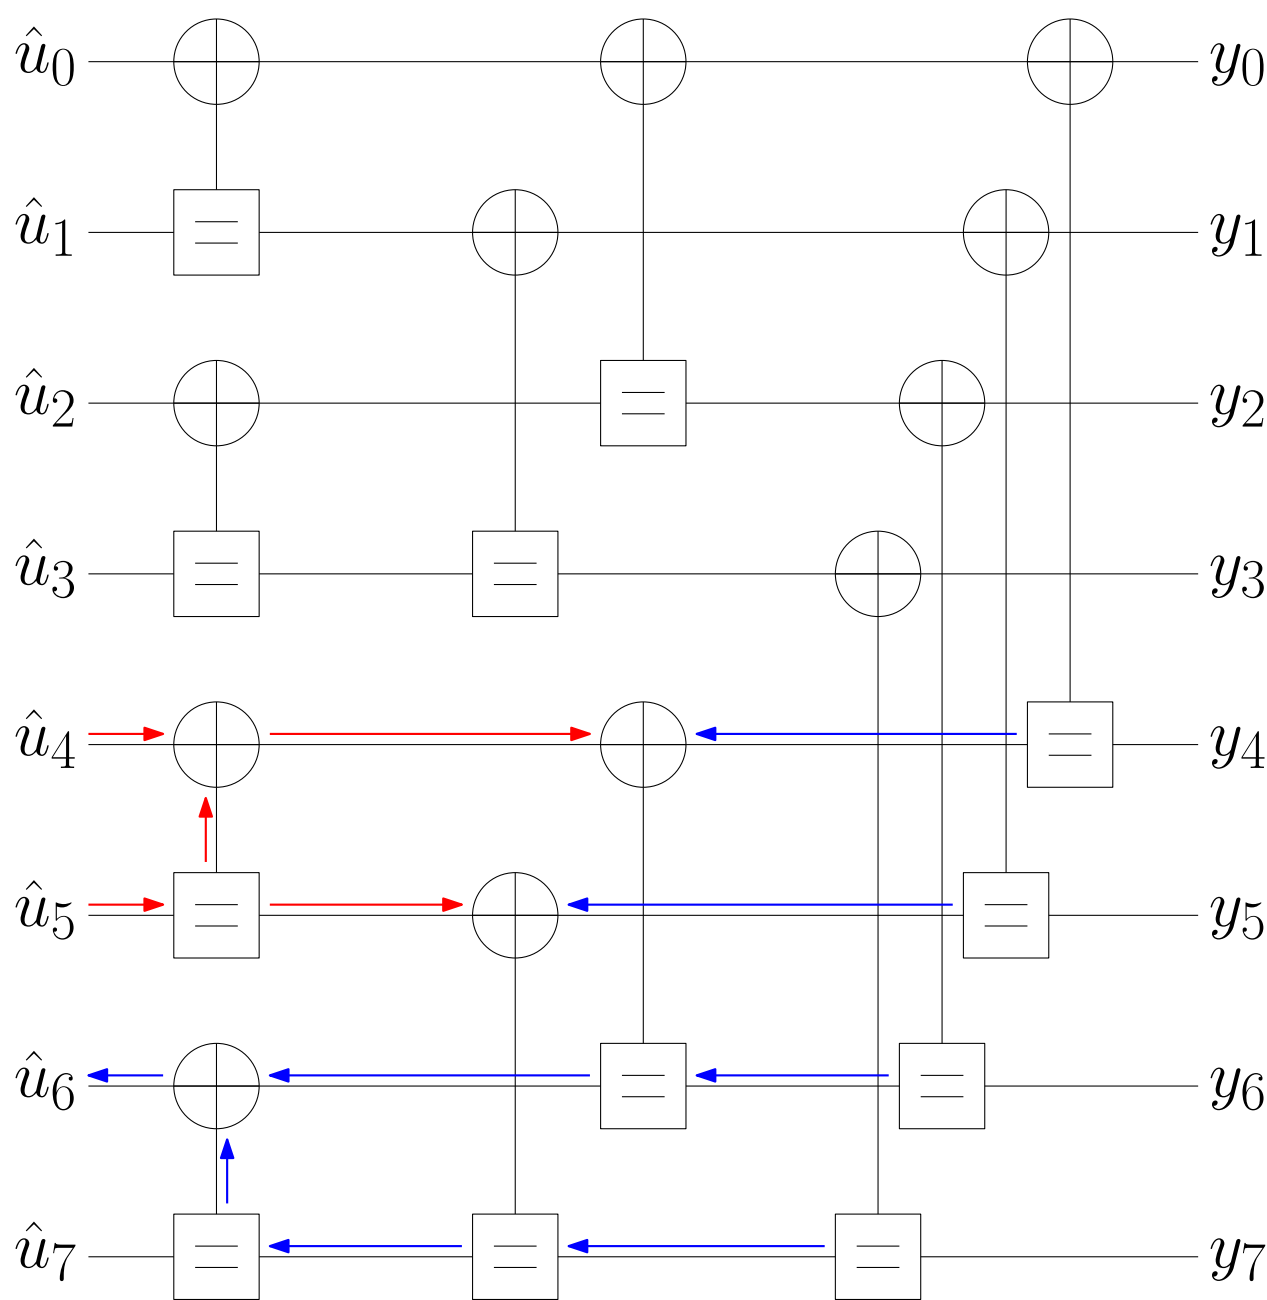 û₀ y₀
û₁ y₁
û₂ y₂
û₃ y₃
û₄ y₄
û₅ y₅
û₆ y₆
û₇ y₇